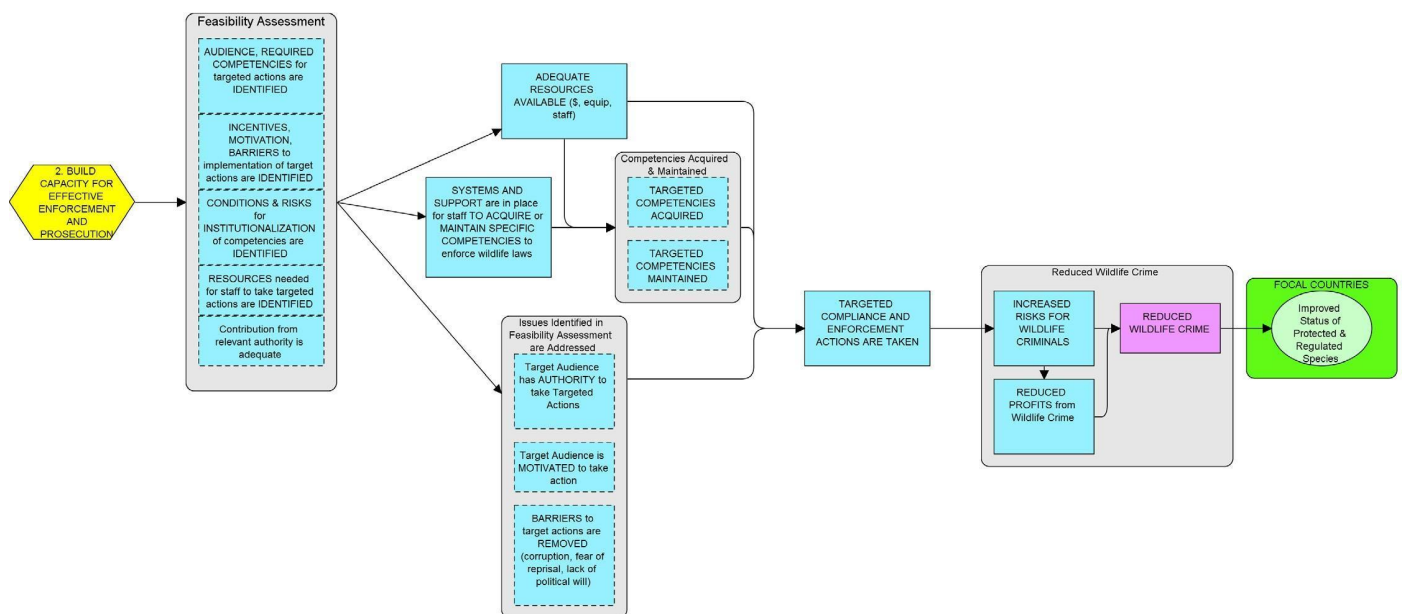 Feasibility Assessment
AUDIENCE, REQUIRED
COMPETENCIES for
targeted actions are
IDENTIFIED
INCENTIVES,
MOTIVATION,
BARRIERS to
implementation of target
actions are IDENTIFIED
CONDITIONS & RISKS
for
INSTITUTIONALIZATION
of competencies are
IDENTIFIED
RESOURCES needed
for staff to take targeted
actions are IDENTIFIED
Contribution from
relevant authority is
adequate
2. BUILD
CAPACITY FOR
EFFECTIVE
ENFORCEMENT
AND
PROSECUTION
ADEQUATE
RESOURCES
AVAILABLE ($, equip,
staff)
SYSTEMS AND
SUPPORT are in place
for staff TO ACQUIRE or
MAINTAIN SPECIFIC
COMPETENCIES to
enforce wildlife laws
Competencies Acquired
& Maintained
TARGETED
COMPETENCIES
ACQUIRED
TARGETED
COMPETENCIES
MAINTAINED
Issues Identified in
Feasibility Assessment
are Addressed
Target Audience
has AUTHORITY to
take Targeted
Actions
Target Audience is
MOTIVATED to take
action
BARRIERS to
target actions are
REMOVED
(corruption, fear of
reprisal, lack of
political will)
TARGETED
COMPLIANCE AND
ENFORCEMENT
ACTIONS ARE TAKEN
Reduced Wildlife Crime
INCREASED
RISKS FOR
WILDLIFE
CRIMINALS
REDUCED
PROFITS from
Wildlife Crime
REDUCED
WILDLIFE CRIME
FOCAL COUNTRIES
Improved
Status of
Protected &
Regulated
Species